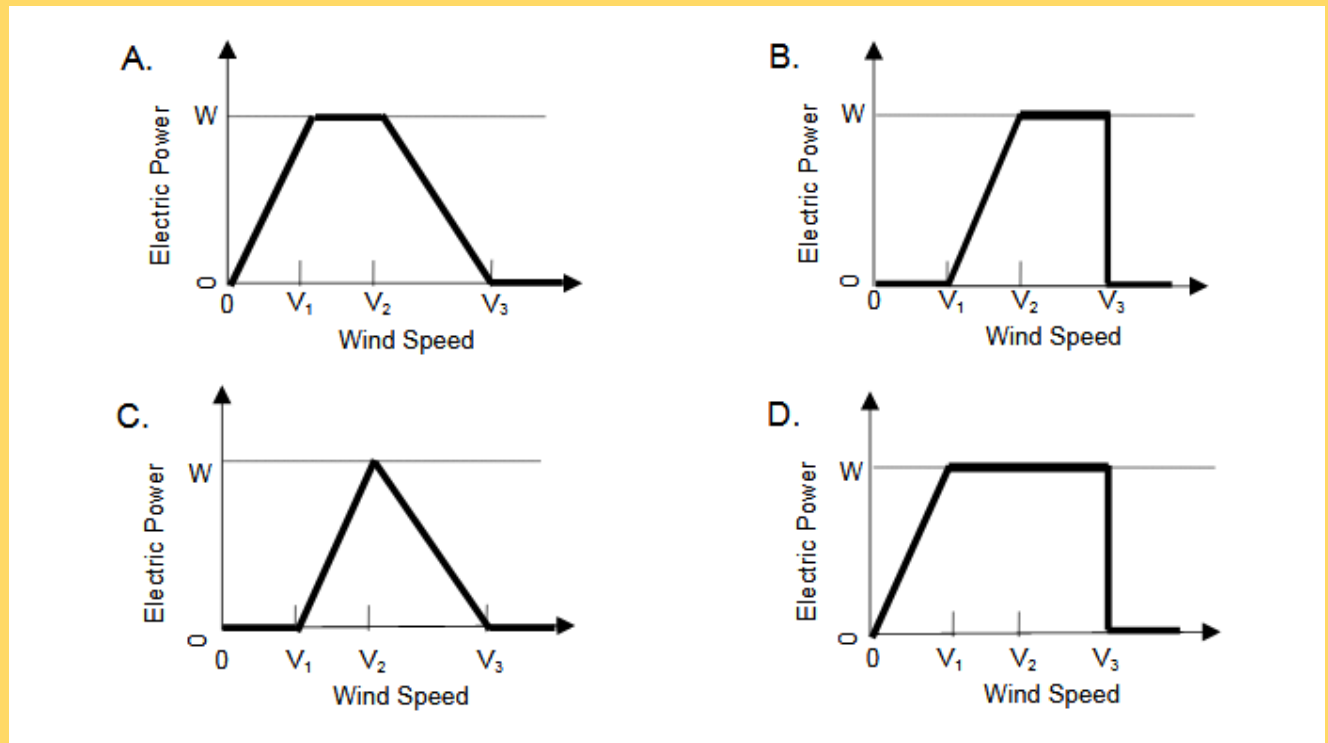 A.
Electric Power
W
0
0
V₁
V₂
V₃
Wind Speed
B.
Electric Power
W
0
0
V₁
V₂
V₃
Wind Speed
C.
Electric Power
W
0
0
V₁
V₂
V₃
Wind Speed
D.
Electric Power
W
0
0
V₁
V₂
V₃
Wind Speed